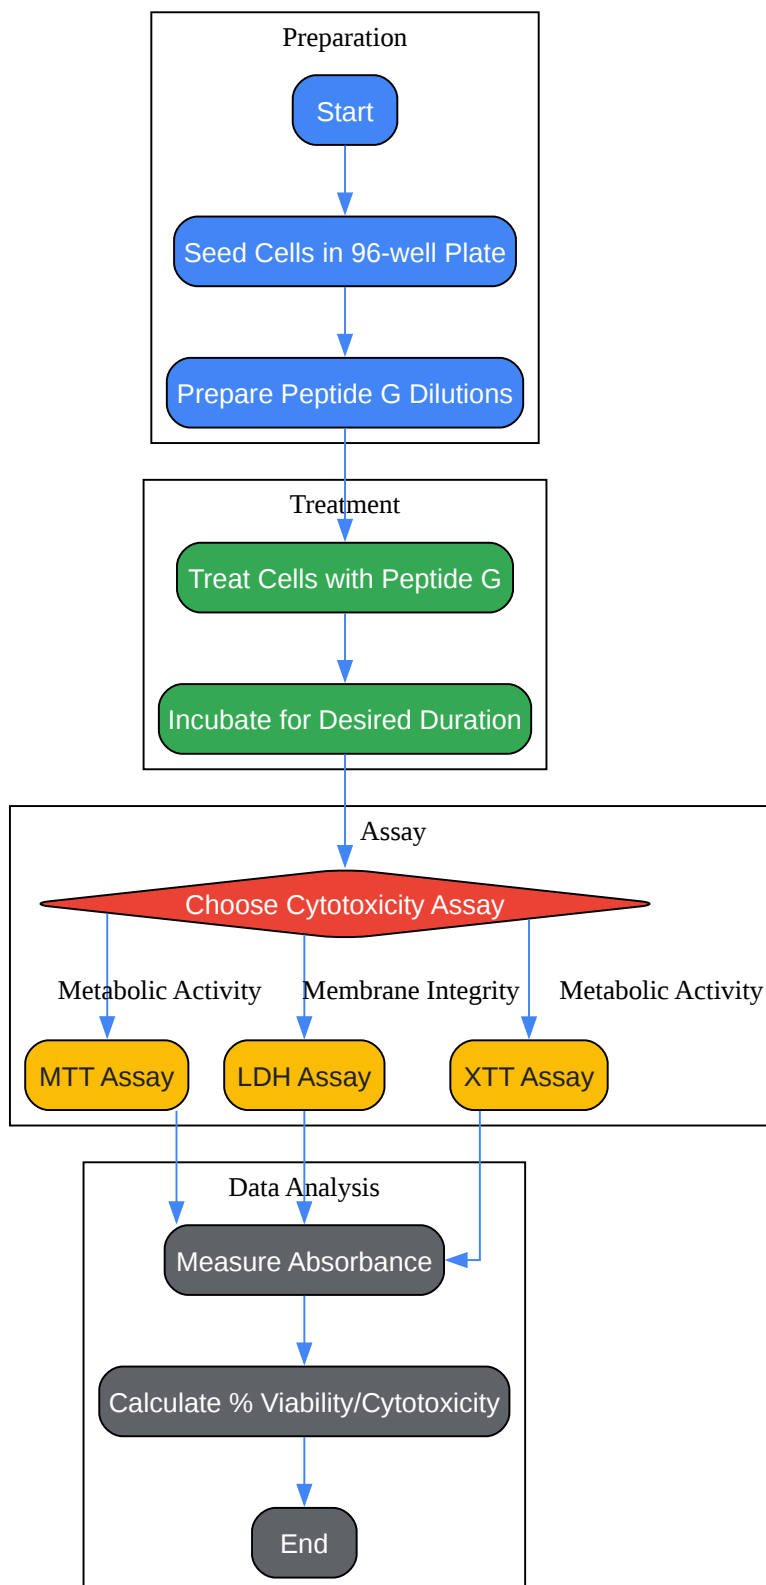 Preparation
Start
Seed Cells in 96-well Plate
Prepare Peptide G Dilutions
Treatment
Treat Cells with Peptide G
Incubate for Desired Duration
Assay
Choose Cytotoxicity Assay
Metabolic Activity
Membrane Integrity
Metabolic Activity
MTT Assay
LDH Assay
XTT Assay
Data Analysis
Measure Absorbance
Calculate % Viability/Cytotoxicity
End